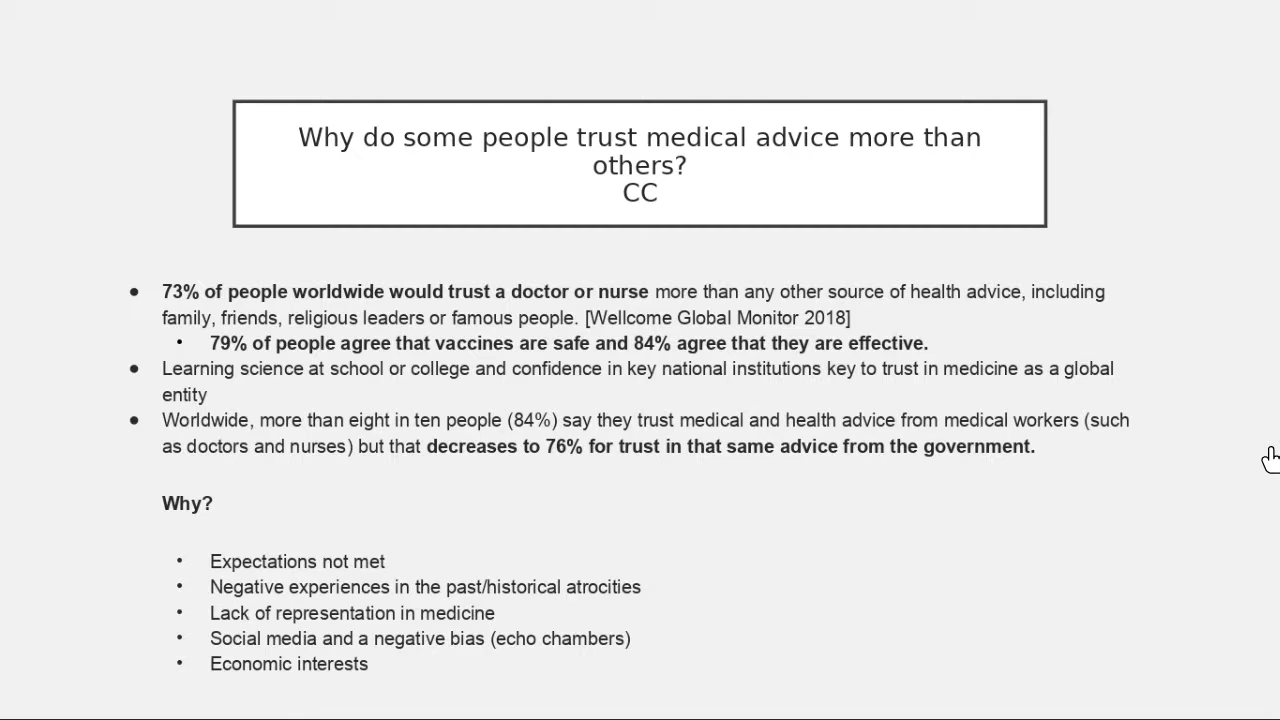 Why do some people trust medical advice more than
others?
CC
● 73% of people worldwide would trust a doctor or nurse more than any other source of health advice, including
family, friends, religious leaders or famous people. [Wellcome Global Monitor 2018]
• 79% of people agree that vaccines are safe and 84% agree that they are effective.
● Learning science at school or college and confidence in key national institutions key to trust in medicine as a global
entity
● Worldwide, more than eight in ten people (84%) say they trust medical and health advice from medical workers (such
as doctors and nurses) but that decreases to 76% for trust in that same advice from the government.
Why?
• Expectations not met
• Negative experiences in the past/historical atrocities
• Lack of representation in medicine
• Social media and a negative bias (echo chambers)
• Economic interests